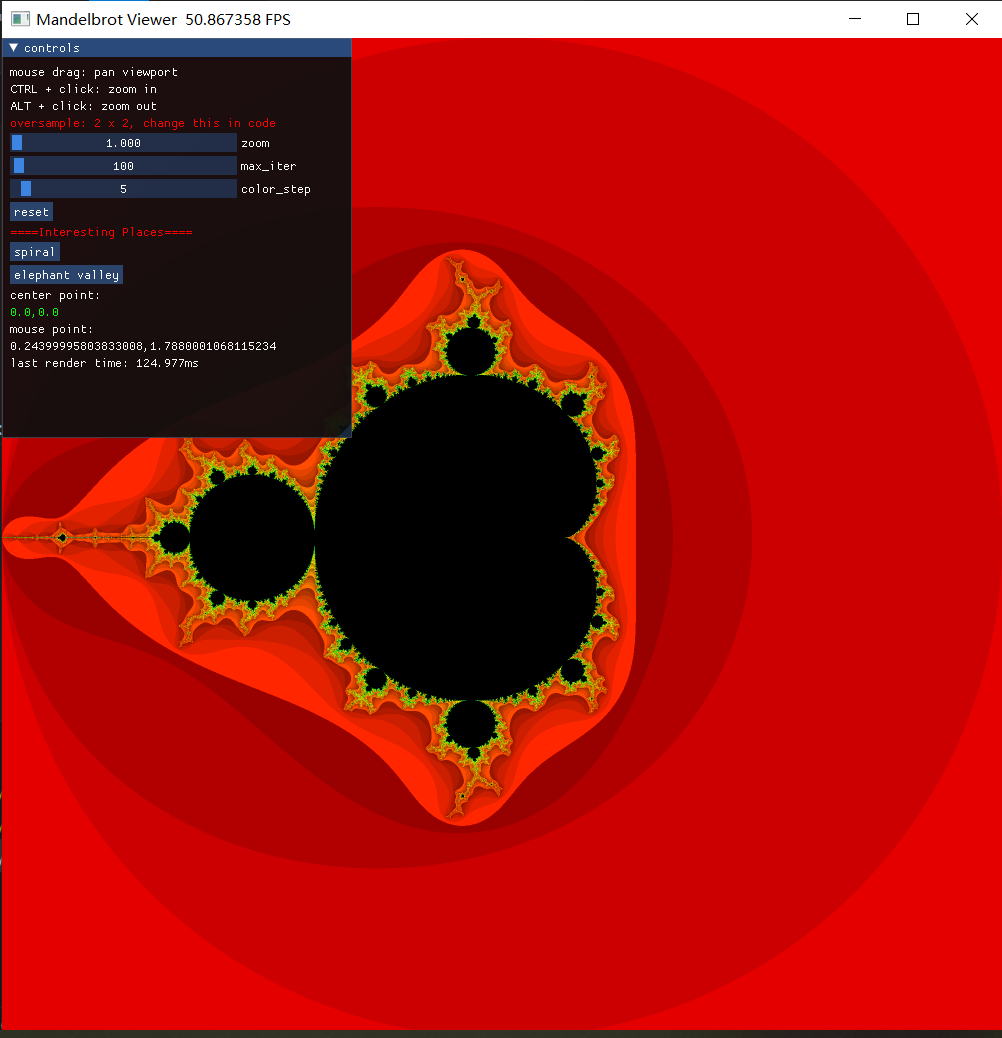 Mandelbrot Viewer 50.867358 FPS
controls
mouse drag: pan viewport
CTRL + click: zoom in
ALT + click: zoom out
oversample: 2 x 2, change this in code
1.000 zoom
100 max_iter
5 color_step
reset
====Interesting Places====
spiral
elephant valley
center point:
0.0,0.0
mouse point:
0.24399995803833008,1.7880001068115234
last render time: 124.977ms